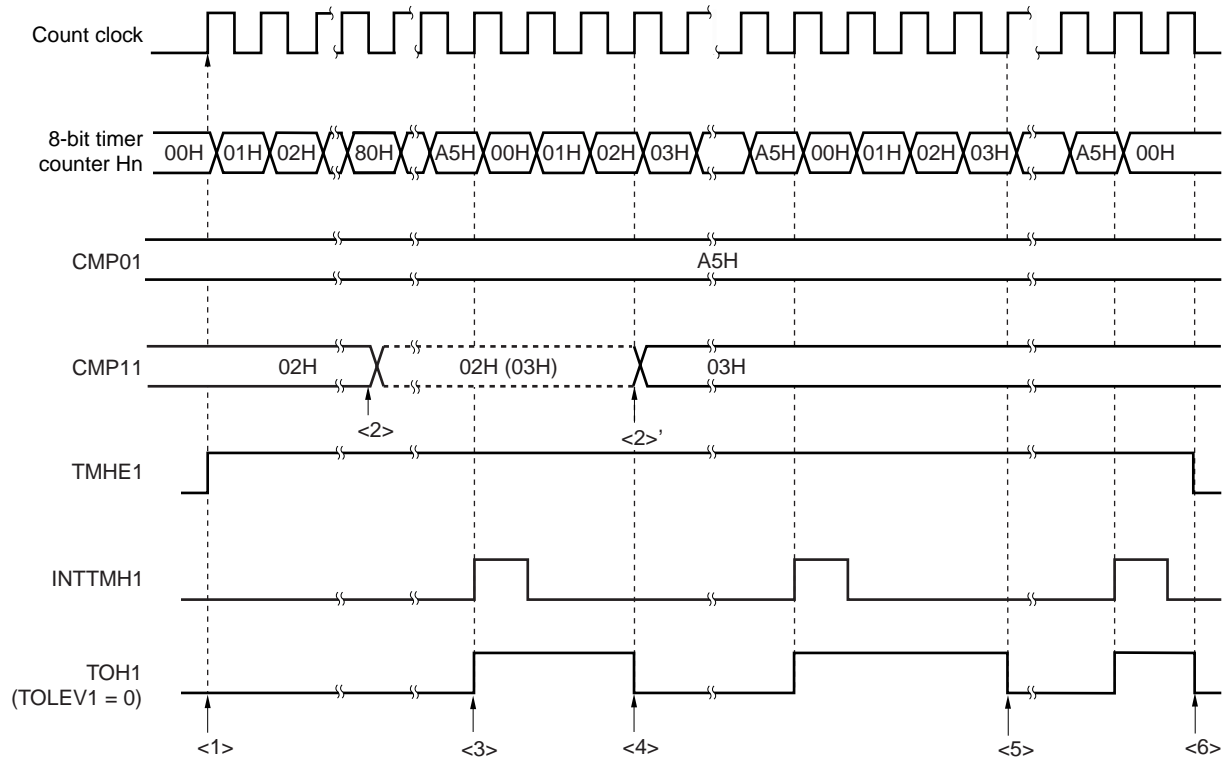 Count clock
8-bit timer
counter Hn
00H 01H 02H 80H A5H 00H 01H 02H 03H A5H 00H 01H 02H 03H A5H 00H
CMP01
A5H
CMP11
02H 02H (03H) 03H
<2> <2>’
TMHE1
INTTMH1
TOH1
(TOLEV1 = 0)
<1> <3> <4> <5> <6>